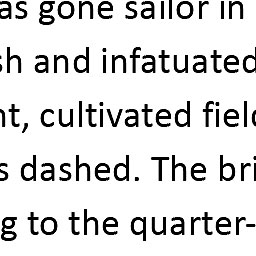 as gone sailor in
sh and infatuated
nt, cultivated fiel
s dashed. The bri
g to the quarter-